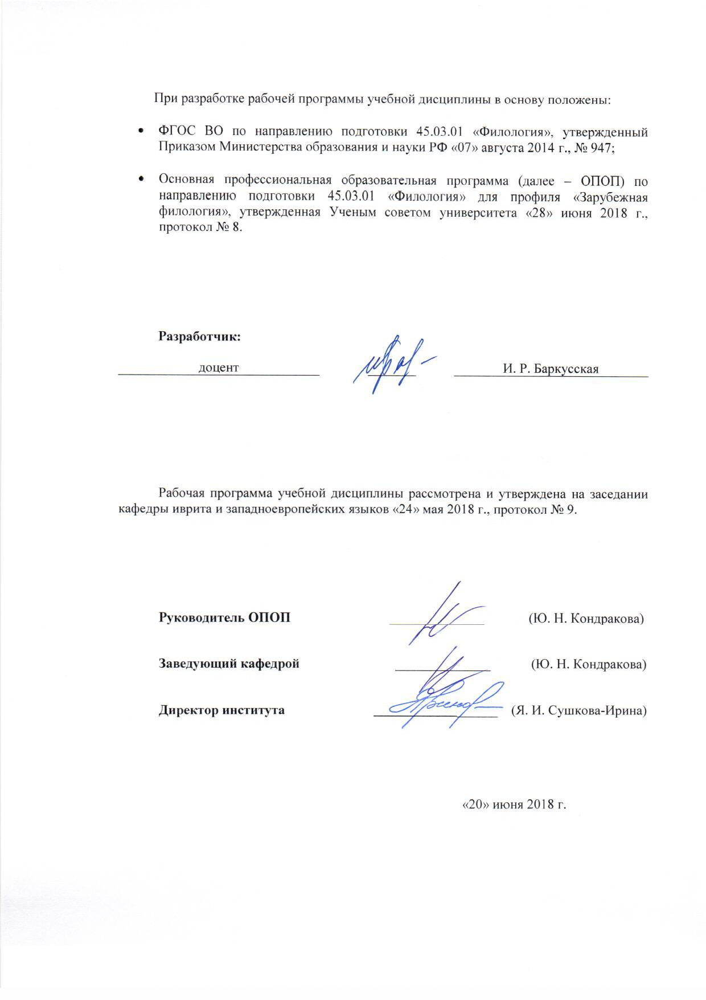 При разработке рабочей программы учебной дисциплины в основу положены:
• ФГОС ВО по направлению подготовки 45.03.01 «Филология», утвержденный
Приказом Министерства образования и науки РФ «07» августа 2014 г., № 947;
• Основная профессиональная образовательная программа (далее – ОПОП) по
направлению подготовки 45.03.01 «Филология» для профиля «Зарубежная
филология», утвержденная Ученым советом университета «28» июня 2018 г.,
протокол № 8.
Разработчик:
доцент И. Р. Баркусская
Рабочая программа учебной дисциплины рассмотрена и утверждена на заседании
кафедры иврита и западноевропейских языков «24» мая 2018 г., протокол № 9.
Руководитель ОПОП (Ю. Н. Кондракова)
Заведующий кафедрой (Ю. Н. Кондракова)
Директор института (Я. И. Сушкова-Ирина)
«20» июня 2018 г.